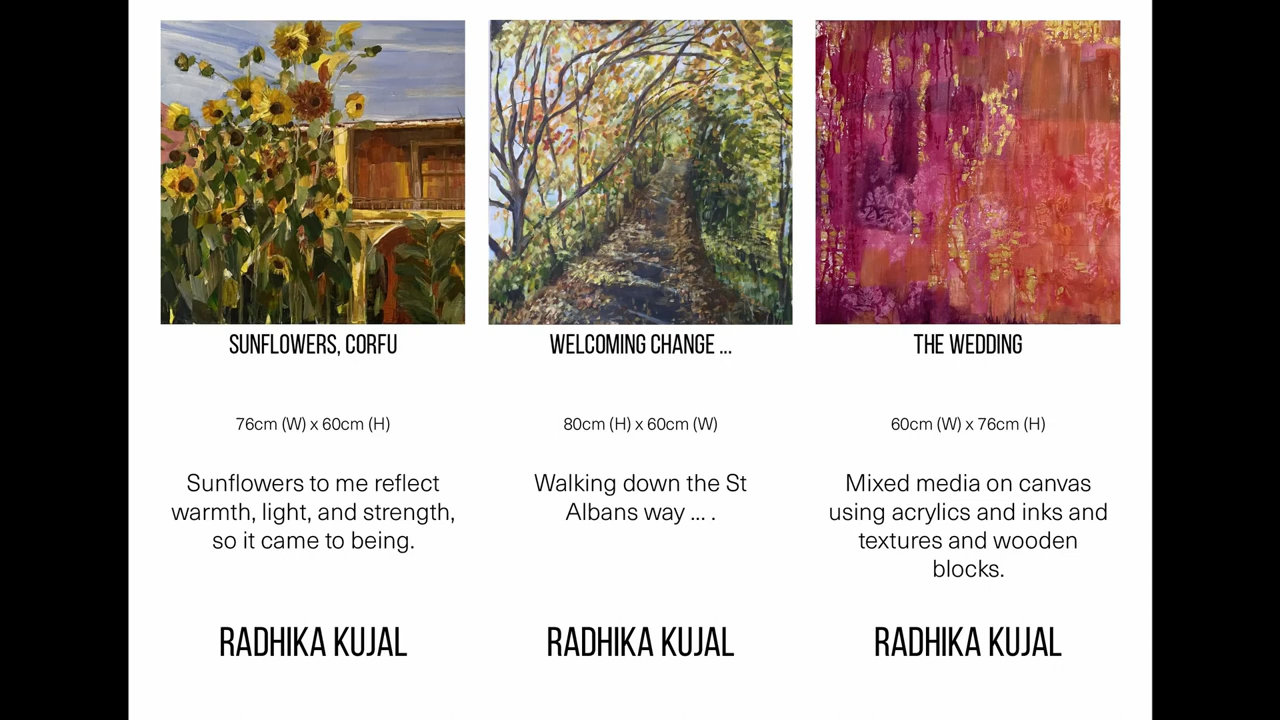 SUNFLOWERS, CORFU
76cm (W) x 60cm (H)
Sunflowers to me reflect
warmth, light, and strength,
so it came to being.
RADHIKA KUJAL
WELCOMING CHANGE ...
80cm (H) x 60cm (W)
Walking down the St
Albans way ... .
RADHIKA KUJAL
THE WEDDING
60cm (W) x 76cm (H)
Mixed media on canvas
using acrylics and inks and
textures and wooden
blocks.
RADHIKA KUJAL